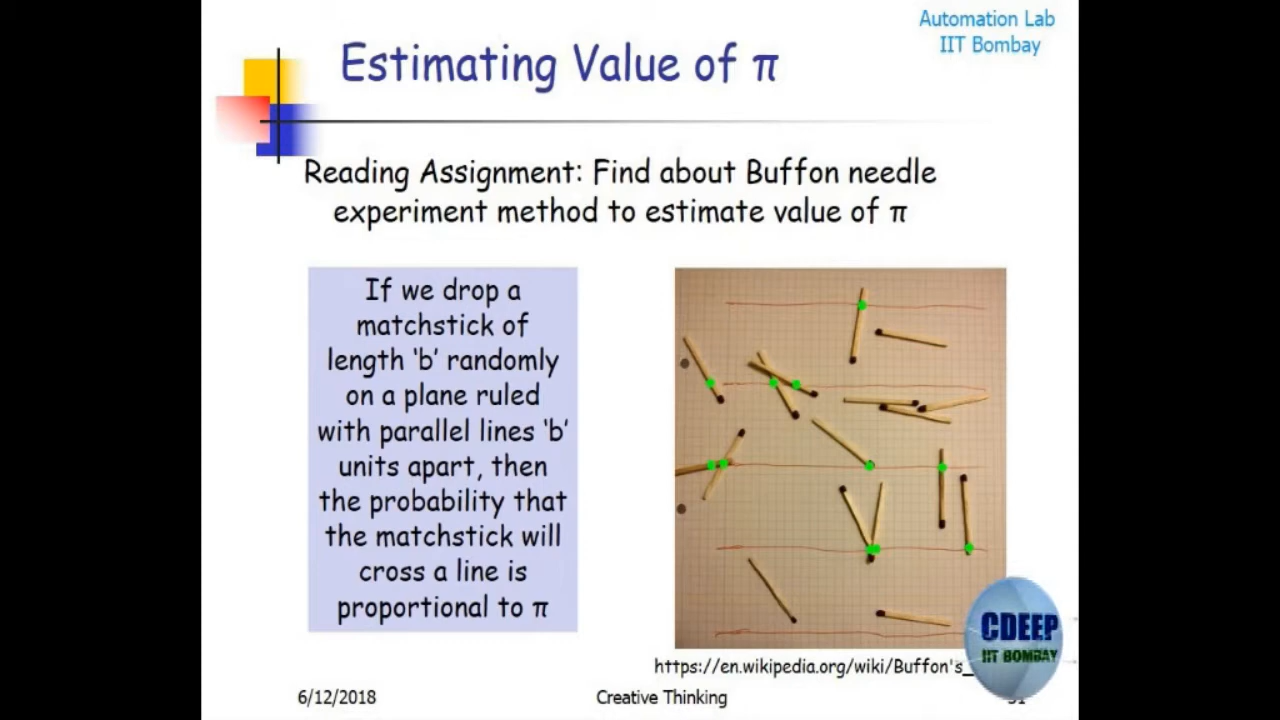 Automation Lab
IIT Bombay
Estimating Value of π
Reading Assignment: Find about Buffon needle
experiment method to estimate value of π
If we drop a
matchstick of
length ‘b’ randomly
on a plane ruled
with parallel lines ‘b’
units apart, then
the probability that
the matchstick will
cross a line is
proportional to π
CDEEP
IIT BOMBAY
https://en.wikipedia.org/wiki/Buffon's_
6/12/2018
Creative Thinking